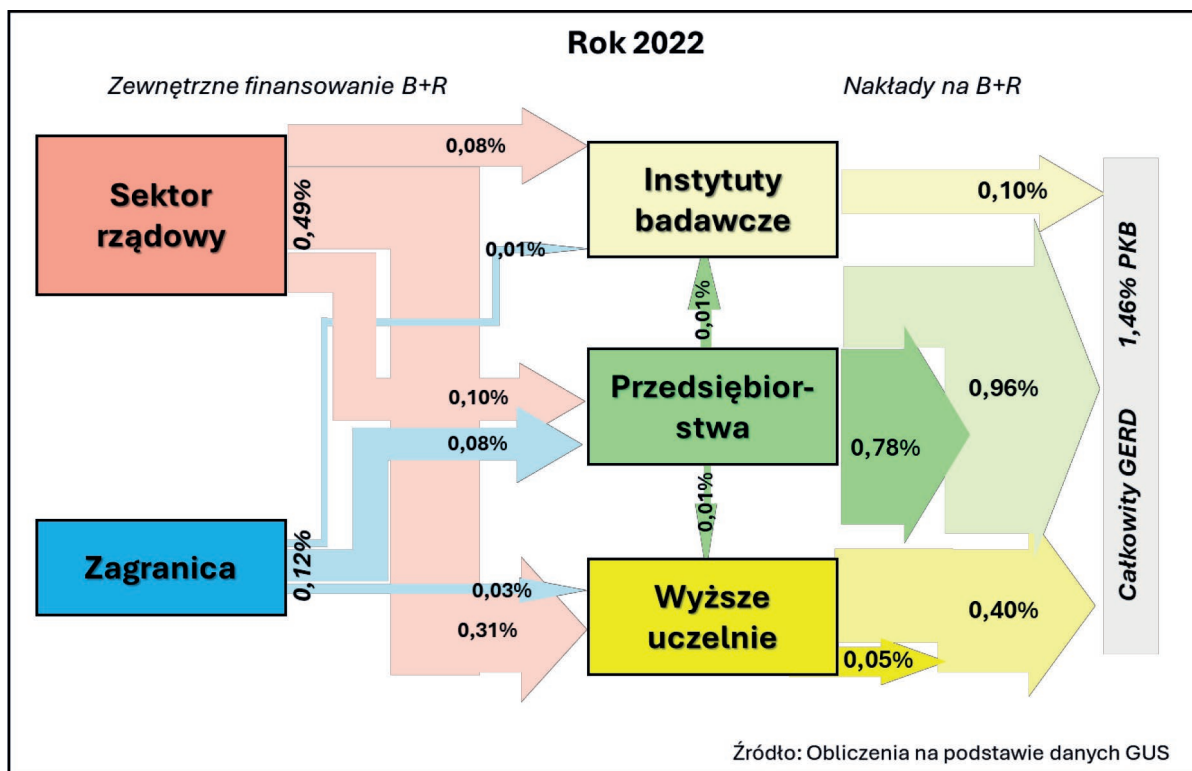 Rok 2022
Zewnętrzne finansowanie B+R
Nakłady na B+R
Sektor
rządowy
0,49%
0,08%
0,01%
Instytuty
badawcze
0,10%
0,01%
0,10%
0,08%
Przedsiębior-
stwa
0,78%
0,96%
1,46% PKB
Całkowity GERD
0,01%
Zagranica
0,12%
0,03%
0,31%
Wyższe
uczelnie
0,40%
0,05%
Źródło: Obliczenia na podstawie danych GUS